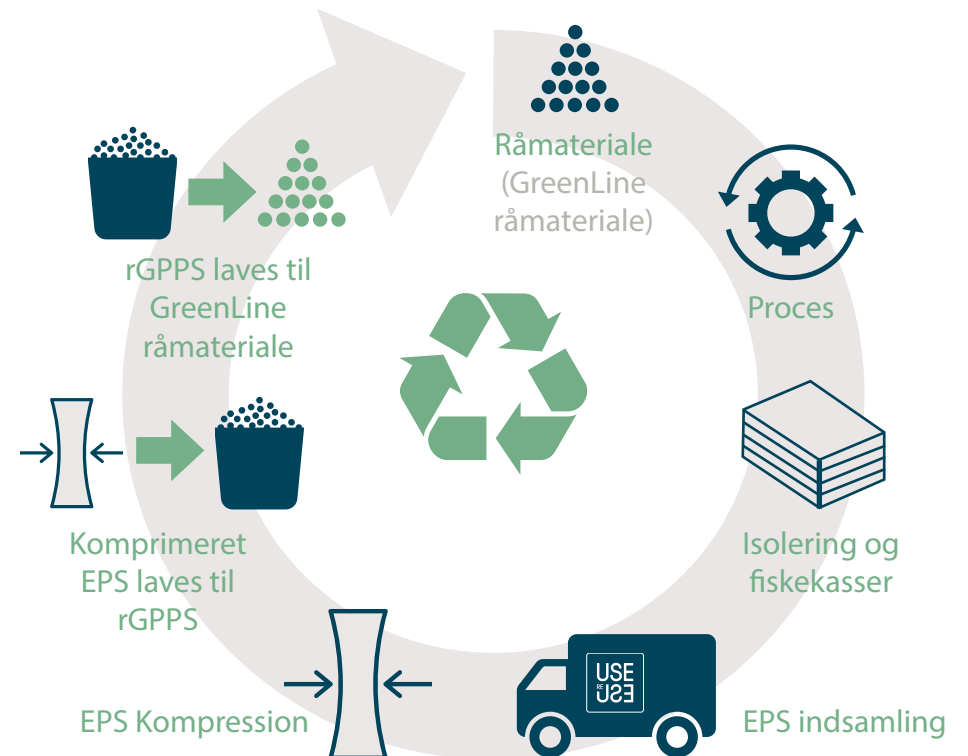 Råmateriale
(GreenLine
råmateriale)
Proces
Isolering og
fiskekasser
EPS indsamling
USE
RE
USE
EPS Kompression
Komprimeret
EPS laves til
rGPPS
rGPPS laves til
GreenLine
råmateriale